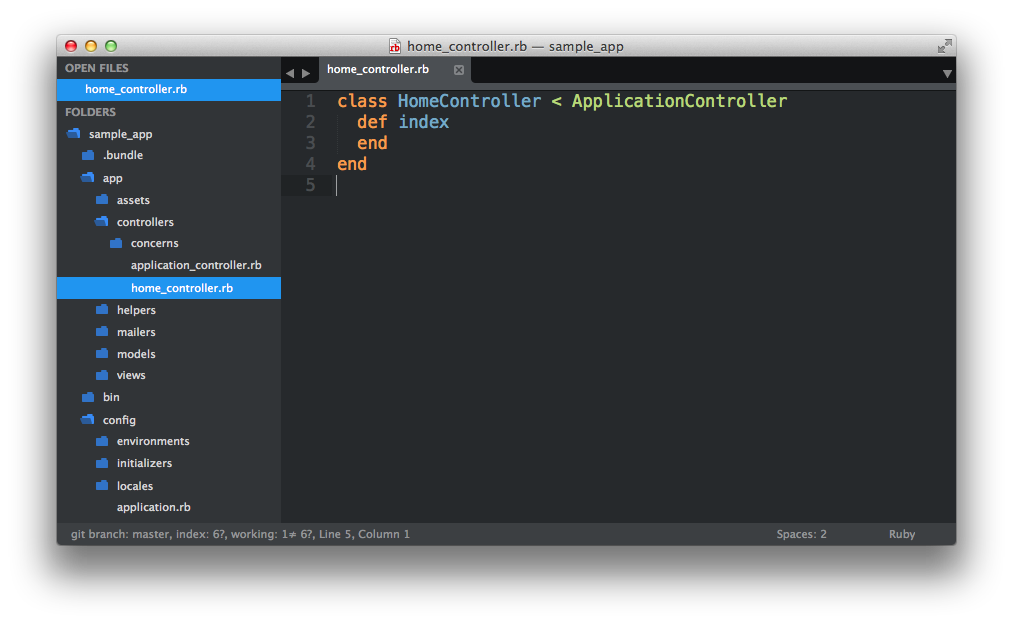 home_controller.rb — sample_app
OPEN FILES
home_controller.rb
FOLDERS
sample_app
.bundle
app
assets
controllers
concerns
application_controller.rb
home_controller.rb
helpers
mailers
models
views
bin
config
environments
initializers
locales
application.rb
home_controller.rb
1 class HomeController < ApplicationController
2   def index
3   end
4 end
5
git branch: master, index: 6?, working: 1≠ 6?, Line 5, Column 1
Spaces: 2
Ruby